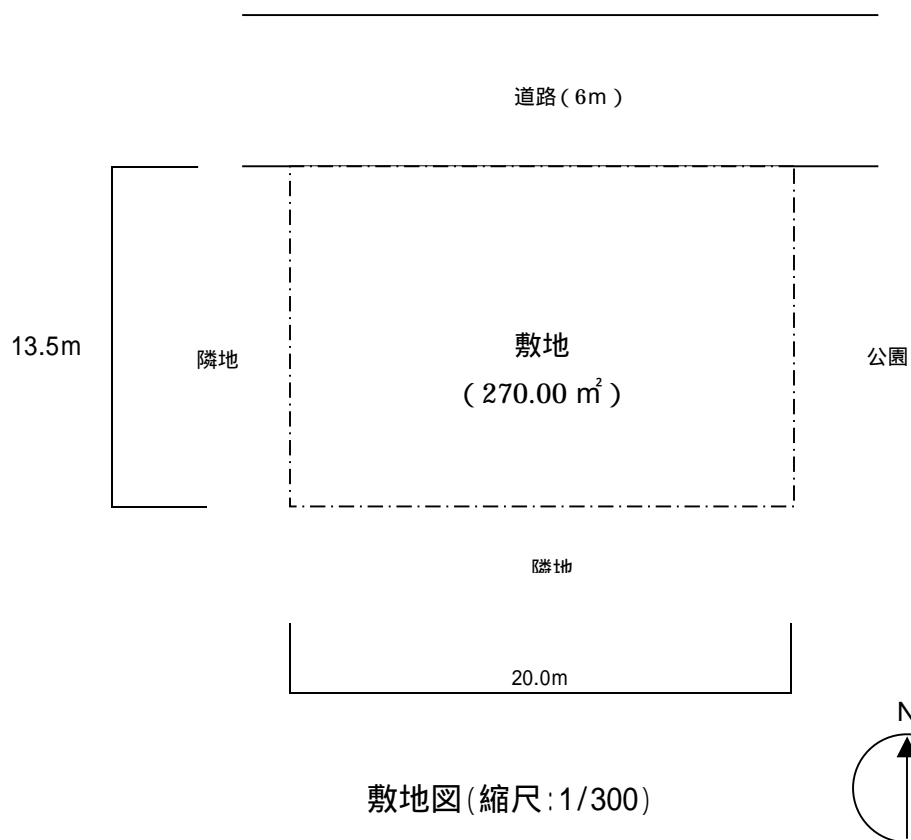 道路(6m)
13.5m
隣地
敷地
(270.00 ㎡)
公園
隣地
20.0m
N
敷地図(縮尺:1/300)